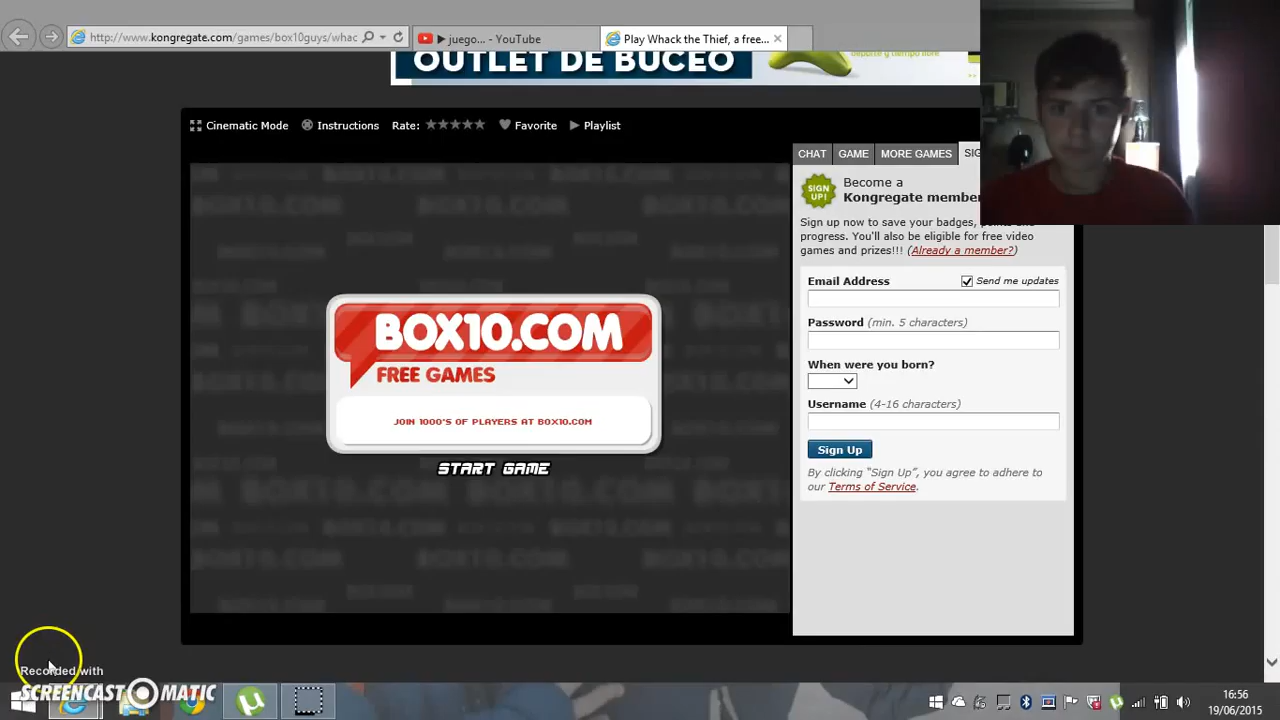 http://www.kongregate.com/games/box10guys/whac
▶ juego... - YouTube
Play Whack the Thief, a free...
OUTLET DE BUCEO
Cinematic Mode
Instructions
Rate:
Favorite
Playlist
CHAT
GAME
MORE GAMES
SIG
SIGN UP!
Become a
Kongregate member
Sign up now to save your badges,
progress. You'll also be eligible for free video
games and prizes!!! (Already a member?)
Email Address
Send me updates
Password (min. 5 characters)
When were you born?
Username (4-16 characters)
Sign Up
By clicking "Sign Up", you agree to adhere to
our Terms of Service.
BOX10.COM
FREE GAMES
JOIN 1000'S OF PLAYERS AT BOX10.COM
START GAME
Recorded with
SCREENCAST MATIC
16:56
19/06/2015